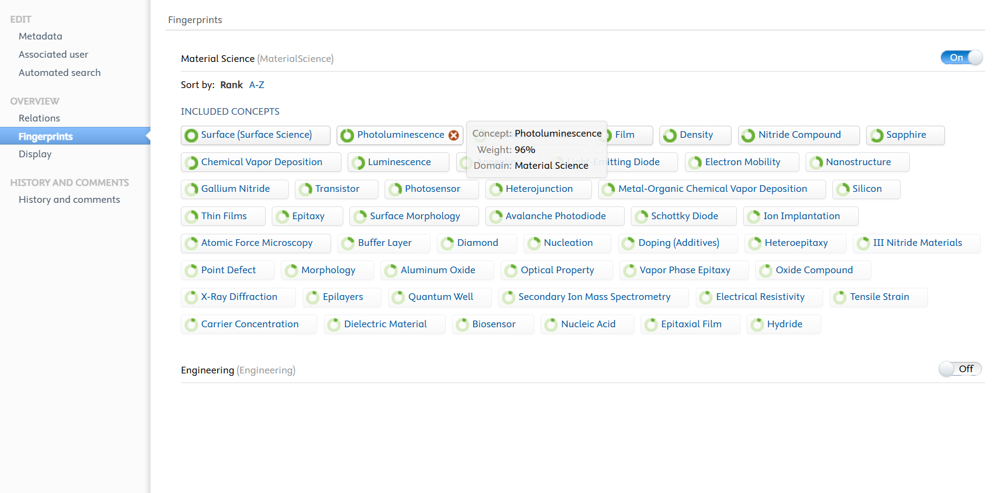 EDIT
Metadata
Associated user
Automated search
OVERVIEW
Relations
Fingerprints
Display
HISTORY AND COMMENTS
History and comments
Fingerprints
Material Science (MaterialScience)
On
Sort by: Rank A-Z
INCLUDED CONCEPTS
Surface (Surface Science) Photoluminescence Film Density Nitride Compound Sapphire
Concept: Photoluminescence
Weight: 96%
Domain: Material Science
Chemical Vapor Deposition Luminescence Annealing Light-Emitting Diode Electron Mobility Nanostructure
Gallium Nitride Transistor Photosensor Heterojunction Metal-Organic Chemical Vapor Deposition Silicon
Thin Films Epitaxy Surface Morphology Avalanche Photodiode Schottky Diode Ion Implantation
Atomic Force Microscopy Buffer Layer Diamond Nucleation Doping (Additives) Heteroepitaxy III Nitride Materials
Point Defect Morphology Aluminum Oxide Optical Property Vapor Phase Epitaxy Oxide Compound
X-Ray Diffraction Epilayers Quantum Well Secondary Ion Mass Spectrometry Electrical Resistivity Tensile Strain
Carrier Concentration Dielectric Material Biosensor Nucleic Acid Epitaxial Film Hydride
Engineering (Engineering)
Off